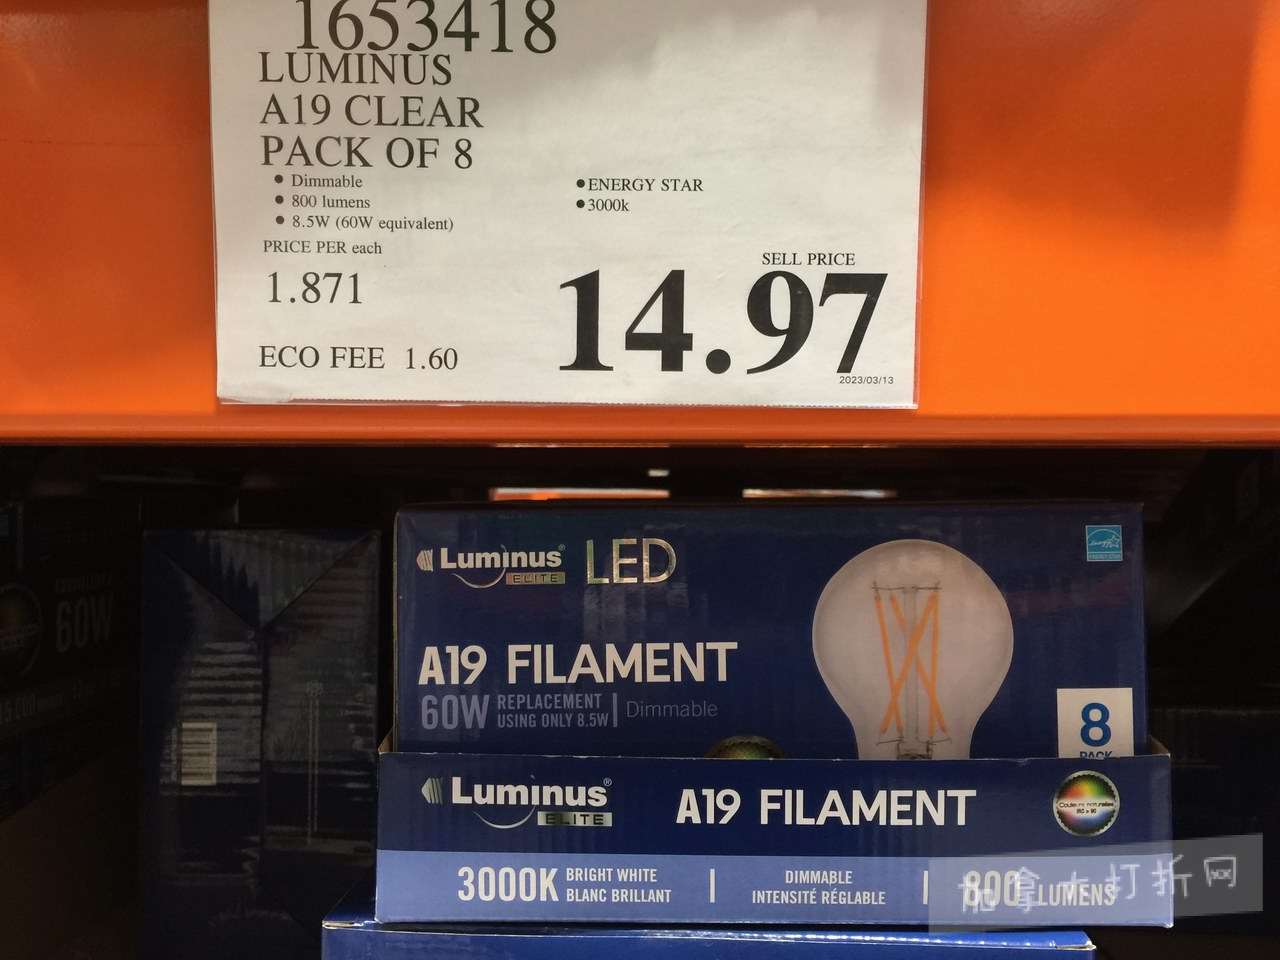 1653418
LUMINUS
A19 CLEAR
PACK OF 8
• Dimmable
• 800 lumens
• 8.5W (60W equivalent)
• ENERGY STAR
• 3000k
PRICE PER each
1.871
SELL PRICE
14.97
ECO FEE 1.60
2023/03/13
Luminus® ELITE LED
A19 FILAMENT
60W REPLACEMENT
USING ONLY 8.5W | Dimmable
8
PACK
60W
Luminus®
ELITE
A19 FILAMENT
Couleurs naturelles
3000K BRIGHT WHITE
BLANC BRILLANT
DIMMABLE
INTENSITÉ RÉGLABLE
800 LUMENS
加拿大打折网